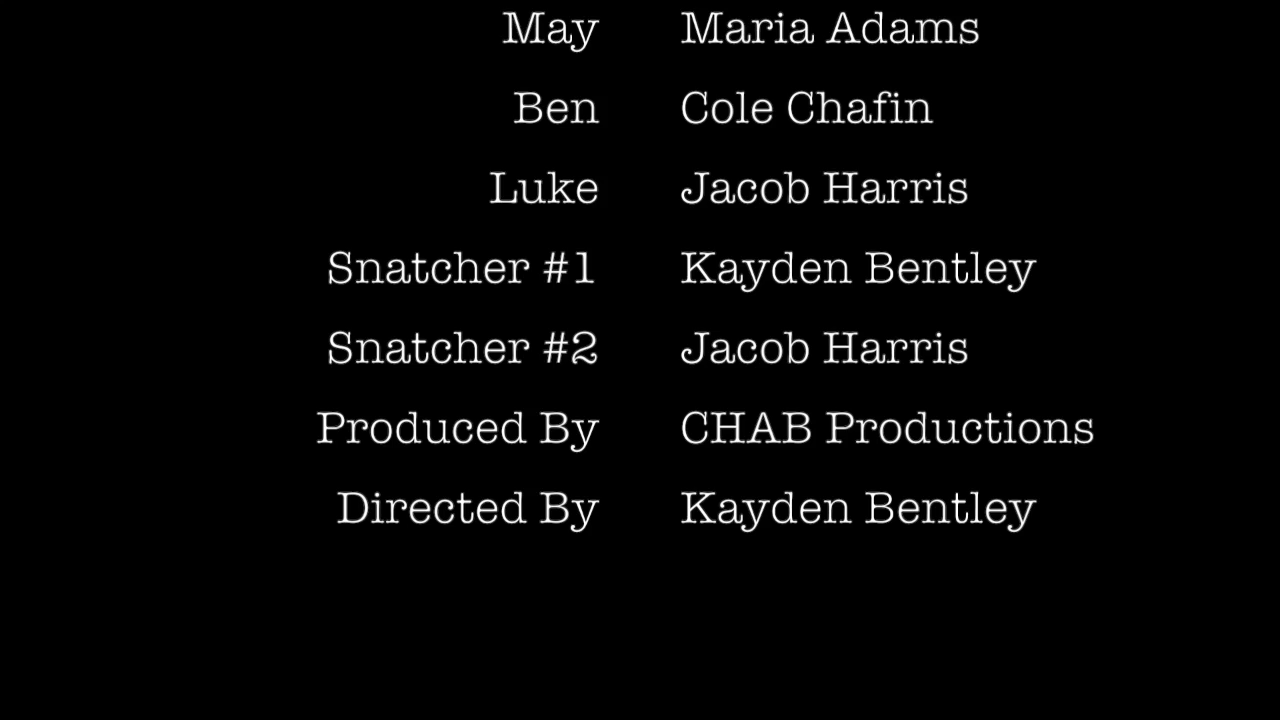 May Maria Adams
Ben Cole Chafin
Luke Jacob Harris
Snatcher #1 Kayden Bentley
Snatcher #2 Jacob Harris
Produced By CHAB Productions
Directed By Kayden Bentley